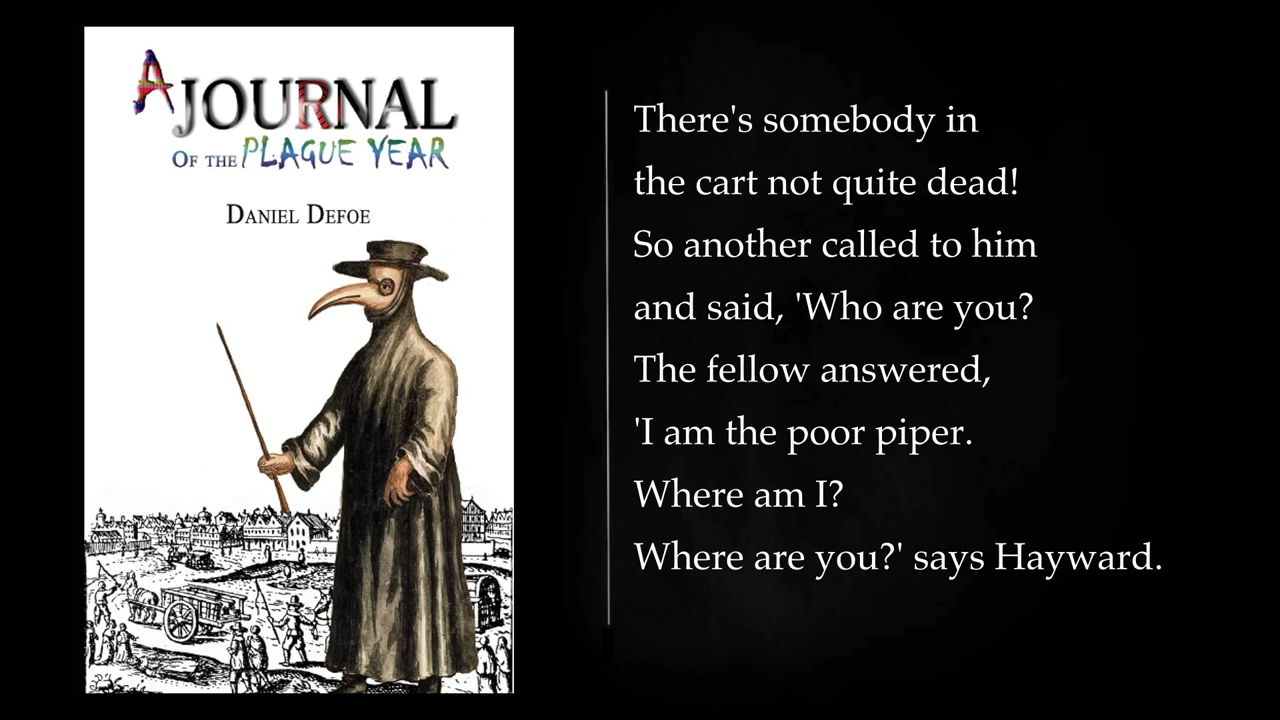 A JOURNAL
OF THE PLAGUE YEAR
DANIEL DEFOE
There's somebody in
the cart not quite dead!
So another called to him
and said, 'Who are you?
The fellow answered,
'I am the poor piper.
Where am I?
Where are you?' says Hayward.